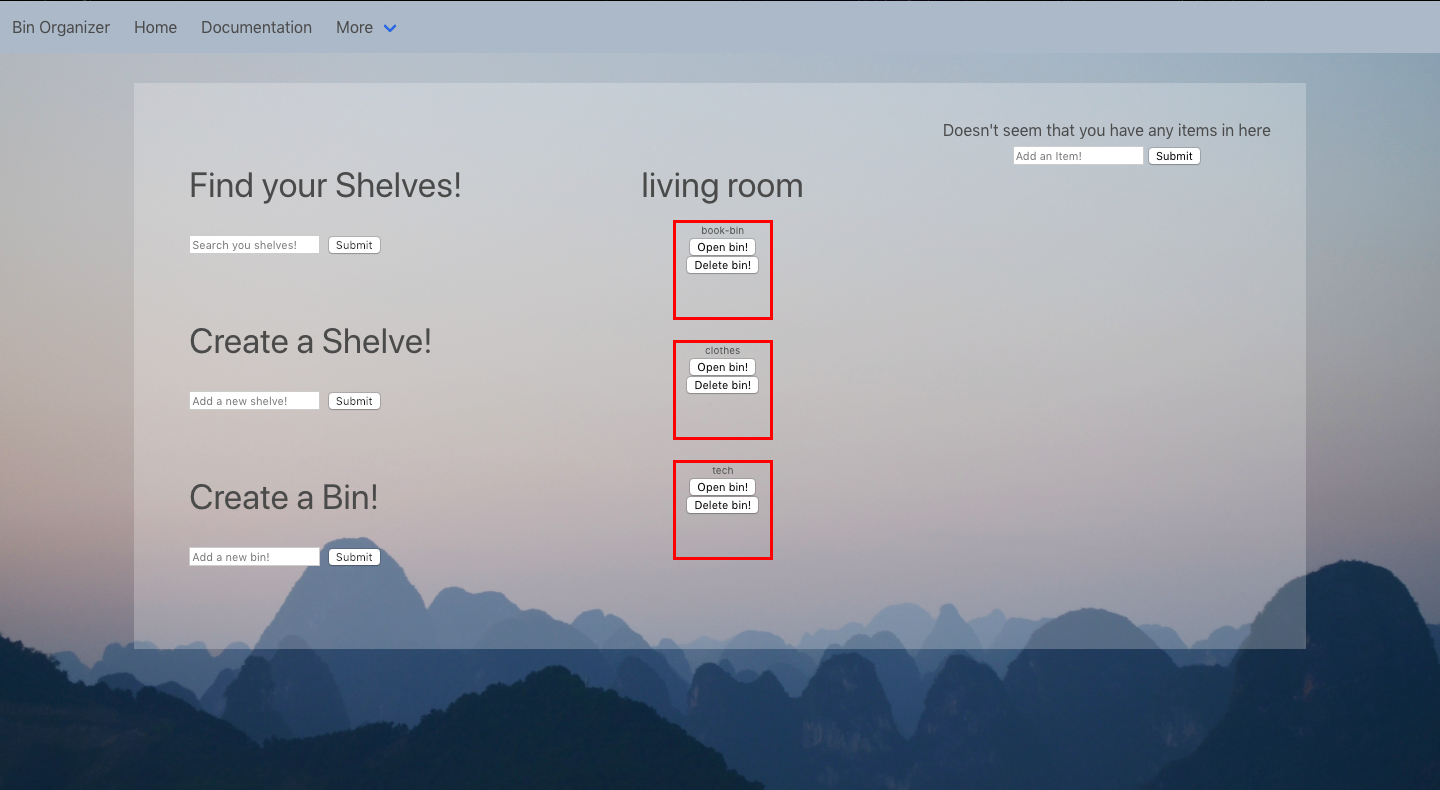 Bin Organizer Home Documentation More
Doesn't seem that you have any items in here
Add an Item! Submit
Find your Shelves!
Search you shelves! Submit
Create a Shelve!
Add a new shelve! Submit
Create a Bin!
Add a new bin! Submit
living room
book-bin
Open bin!
Delete bin!
clothes
Open bin!
Delete bin!
tech
Open bin!
Delete bin!